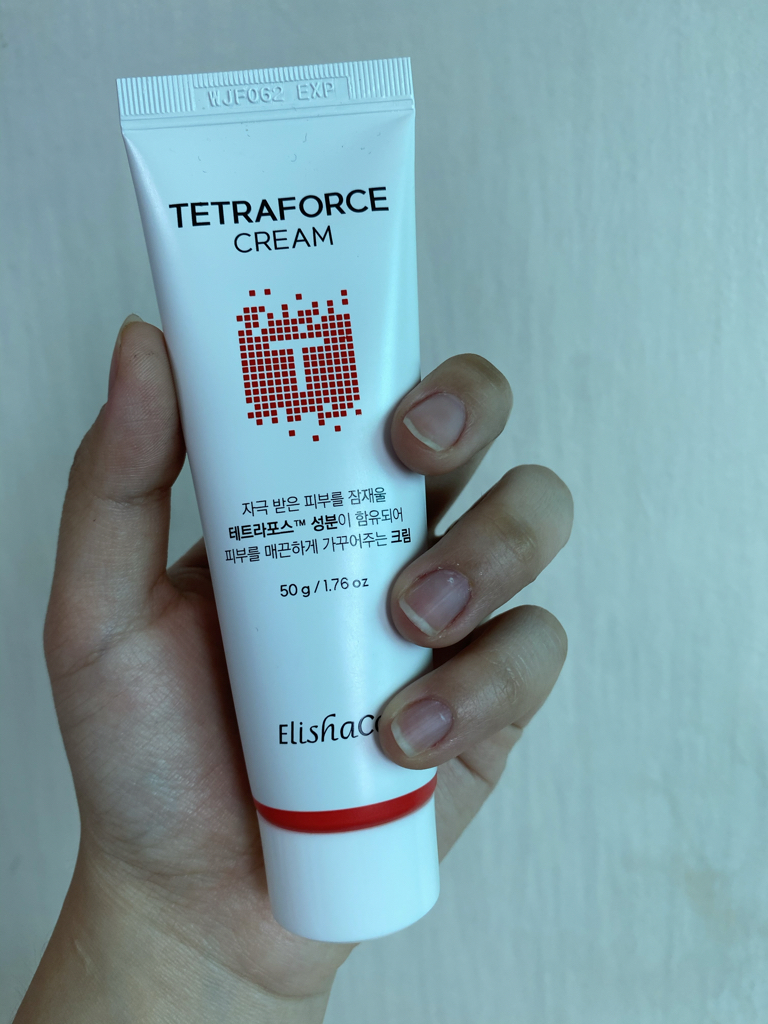 WJF062 EXP
TETRAFORCE
CREAM
T
자극 받은 피부를 잠재울
테트라포스™ 성분이 함유되어
피부를 매끈하게 가꾸어주는 크림
50 g / 1.76 oz